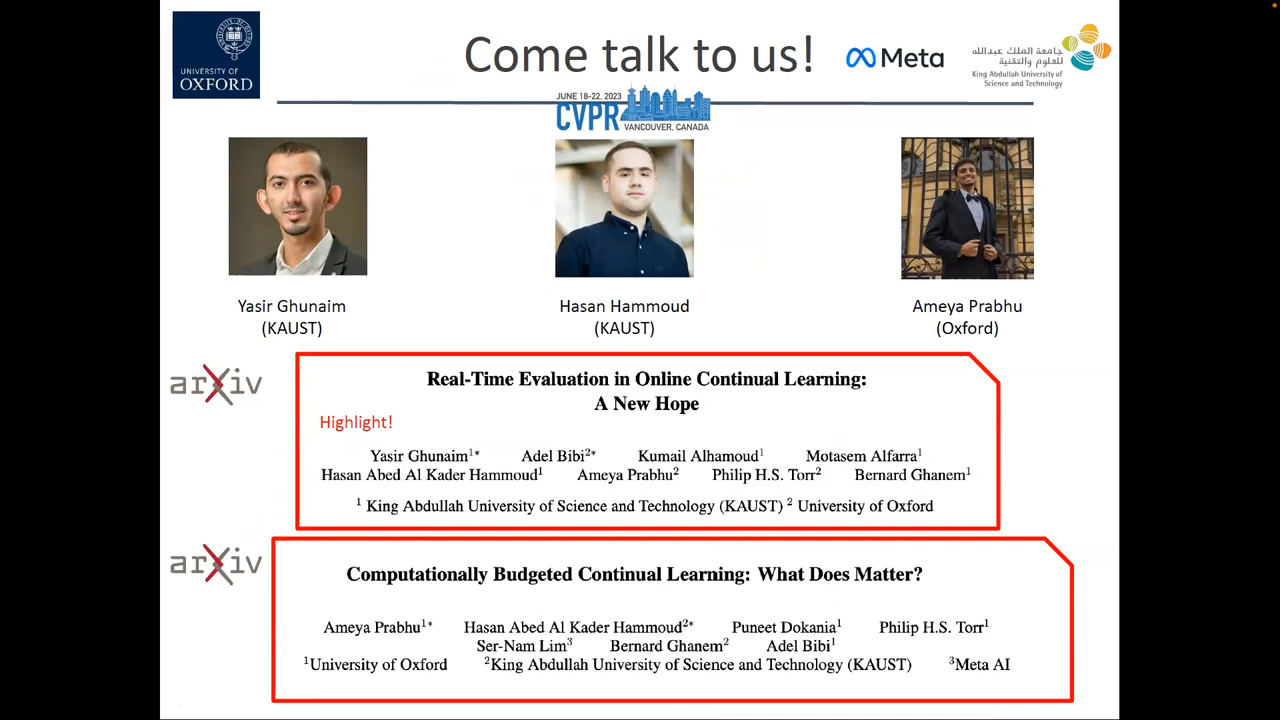 UNIVERSITY OF
OXFORD
Come talk to us!
Meta
جامعة الملك عبدالله
للعلوم والتقنية
King Abdullah University of
Science and Technology
JUNE 18-22, 2023
CVPR
VANCOUVER, CANADA
Yasir Ghunaim
(KAUST)
Hasan Hammoud
(KAUST)
Ameya Prabhu
(Oxford)
arXiv
Real-Time Evaluation in Online Continual Learning:
A New Hope
Highlight!
Yasir Ghunaim¹* Adel Bibi²* Kumail Alhamoud¹ Motasem Alfarra¹
Hasan Abed Al Kader Hammoud¹ Ameya Prabhu² Philip H.S. Torr² Bernard Ghanem¹
¹ King Abdullah University of Science and Technology (KAUST) ² University of Oxford
arXiv
Computationally Budgeted Continual Learning: What Does Matter?
Ameya Prabhu¹* Hasan Abed Al Kader Hammoud²* Puneet Dokania¹ Philip H.S. Torr¹
Ser-Nam Lim³ Bernard Ghanem² Adel Bibi¹
¹University of Oxford ²King Abdullah University of Science and Technology (KAUST) ³Meta AI